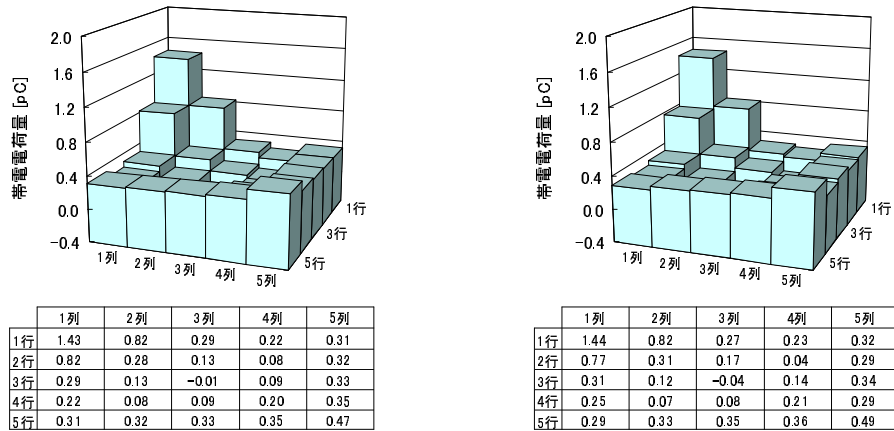 帯電電荷量 [pC]
2.0
1.6
1.2
0.8
0.4
0.0
−0.4
1列
2列
3列
4列
5列
5行
3行
1行
1列 2列 3列 4列 5列
1行 1.43 0.82 0.29 0.22 0.31
2行 0.82 0.28 0.13 0.08 0.32
3行 0.29 0.13 −0.01 0.09 0.33
4行 0.22 0.08 0.09 0.20 0.35
5行 0.31 0.32 0.33 0.35 0.47
帯電電荷量 [pC]
2.0
1.6
1.2
0.8
0.4
0.0
−0.4
1列
2列
3列
4列
5列
5行
3行
1行
1列 2列 3列 4列 5列
1行 1.44 0.82 0.27 0.23 0.32
2行 0.77 0.31 0.17 0.04 0.29
3行 0.31 0.12 −0.04 0.14 0.34
4行 0.25 0.07 0.08 0.21 0.29
5行 0.29 0.33 0.35 0.36 0.49